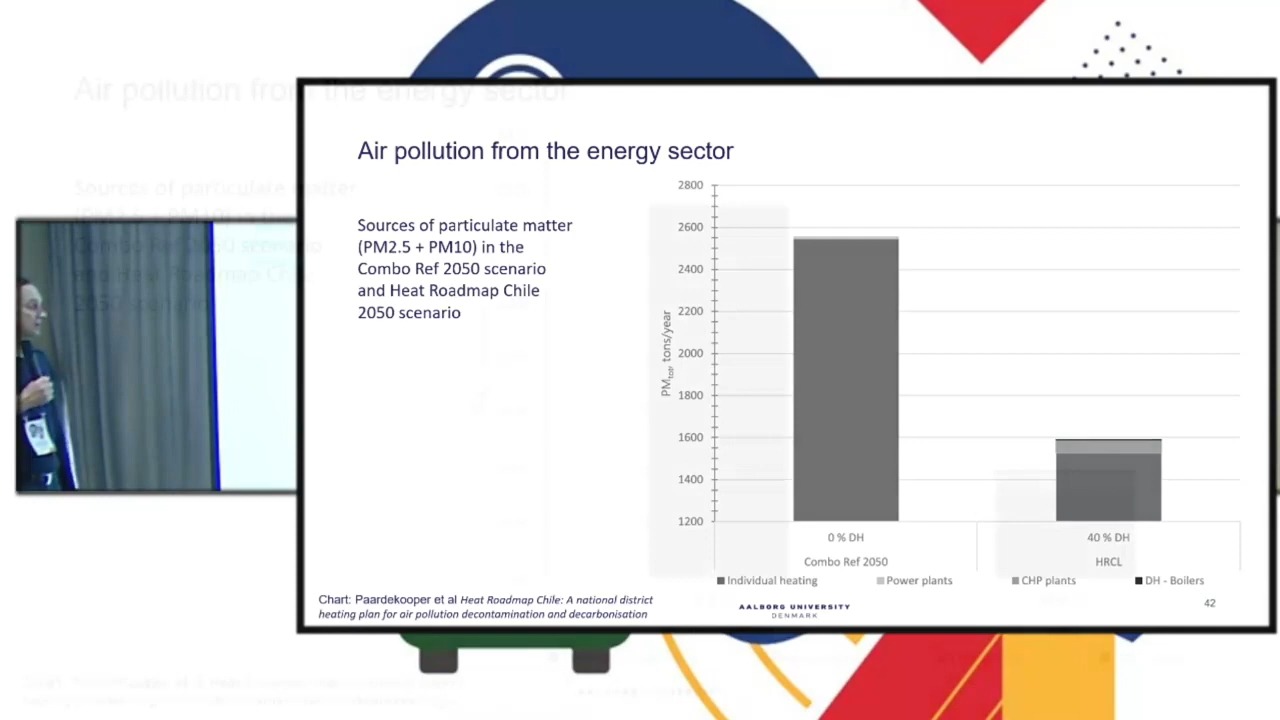 Air pollution from the energy sector
Sources of particulate matter
(PM2.5 + PM10) in the
Combo Ref 2050 scenario
and Heat Roadmap Chile
2050 scenario
PMtot, tons/year
2800
2600
2400
2200
2000
1800
1600
1400
1200
0 % DH
40 % DH
Combo Ref 2050
HRCL
Individual heating
Power plants
CHP plants
DH - Boilers
Chart: Paardekooper et al Heat Roadmap Chile: A national district
heating plan for air pollution decontamination and decarbonisation
AALBORG UNIVERSITY
DENMARK
42